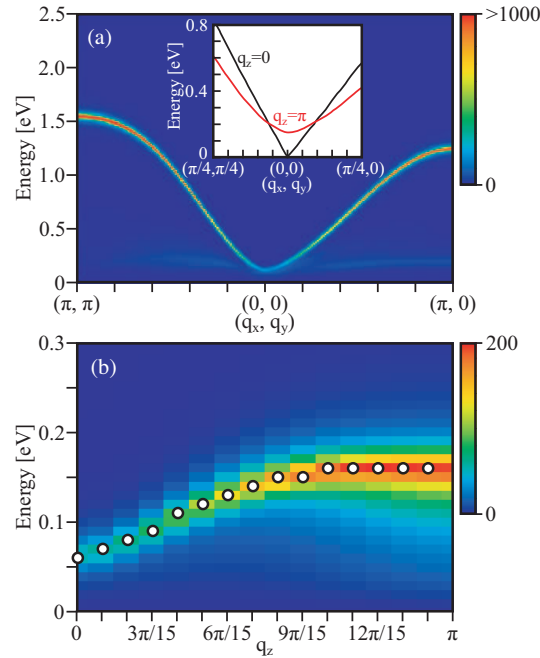 (a)
>1000
0
2.5
2.0
1.5
1.0
0.5
0
Energy [eV]
0.8
0.4
0
Energy [eV]
q_z=0
q_z=π
(π/4,π/4)
(0,0)
(π/4,0)
(q_x, q_y)
(π, π)
(0, 0)
(π, 0)
(q_x, q_y)
(b)
200
0
0.3
0.2
0.1
0
Energy [eV]
0
3π/15
6π/15
9π/15
12π/15
π
q_z